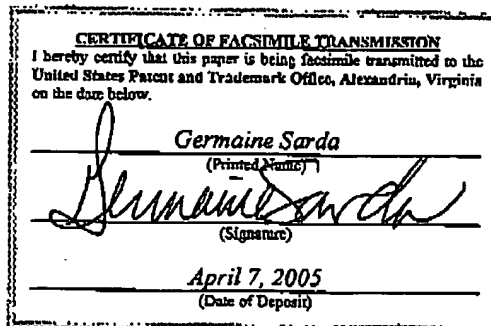 CERTIFICATE OF FACSIMILE TRANSMISSION
I hereby certify that this paper is being facsimile transmitted to the
United States Patent and Trademark Office, Alexandria, Virginia
on the date below.
Germaine Sarda
(Printed Name)
Germaine Sarda
(Signature)
April 7, 2005
(Date of Deposit)